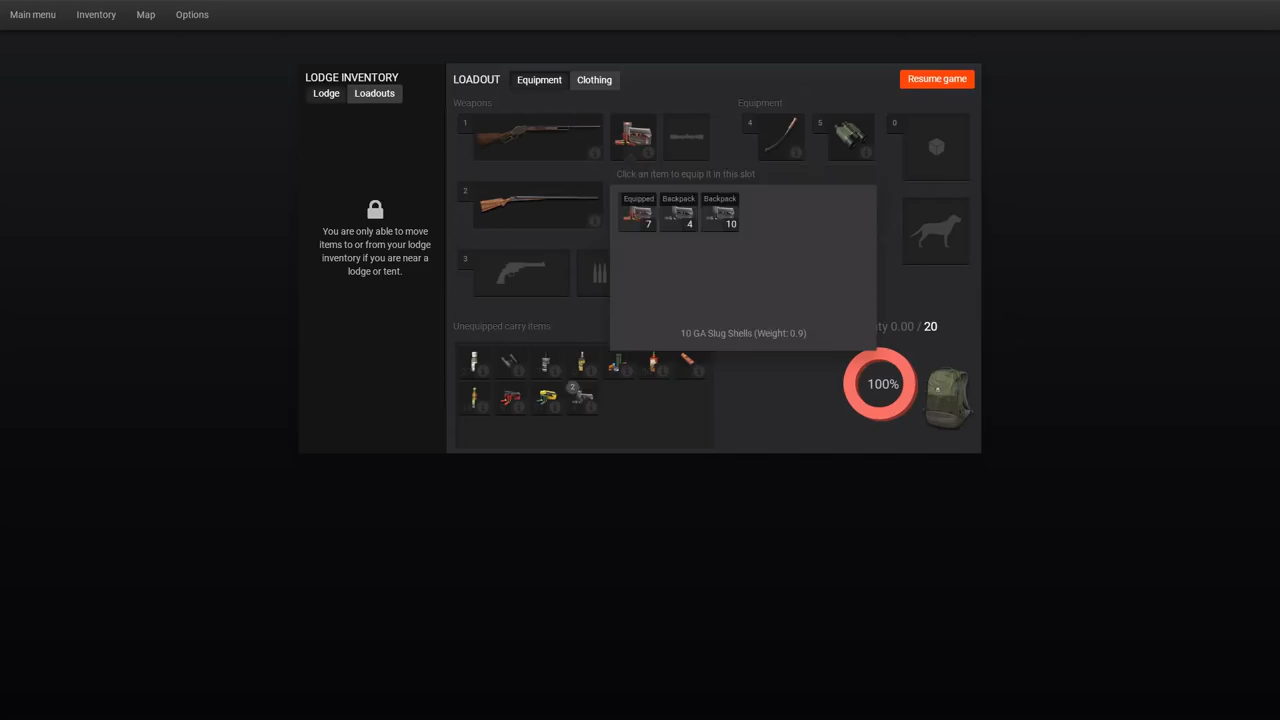 Main menu
Inventory
Map
Options
LODGE INVENTORY
Lodge
Loadouts
You are only able to move
items to or from your lodge
inventory if you are near a
lodge or tent.
LOADOUT
Equipment
Clothing
Resume game
Weapons
Equipment
1
4
5
0
Click an item to equip it in this slot
2
Equipped
Backpack
Backpack
7
4
10
3
10 GA Slug Shells (Weight: 0.9)
Unequipped carry items
ity 0.00 / 20
2
100%